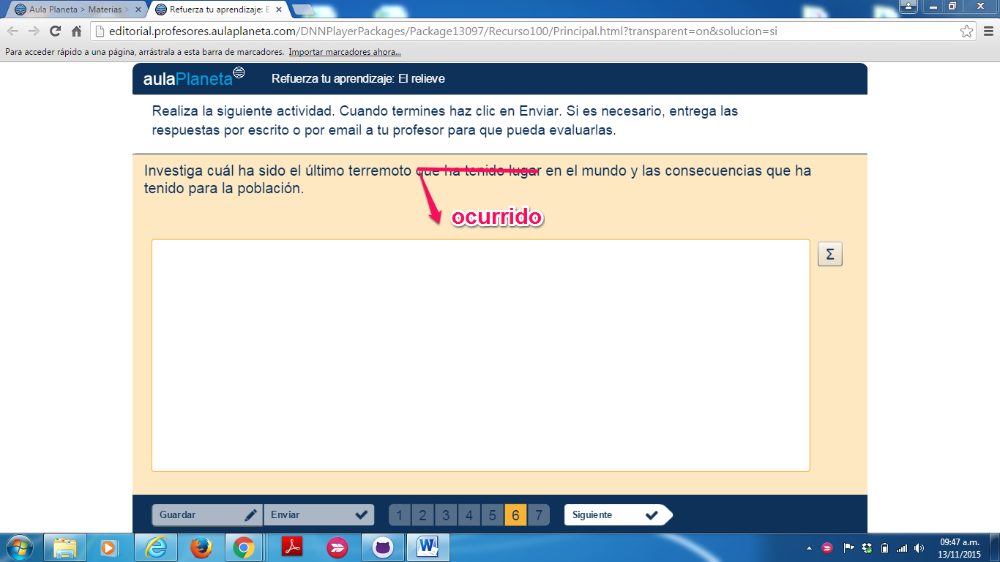 Aula Planeta > Materias >
Refuerza tu aprendizaje: E
editorial.profesores.aulaplaneta.com/DNNPlayerPackages/Package13097/Recurso100/Principal.html?transparent=on&solucion=si
Para acceder rápido a una página, arrástrala a esta barra de marcadores. Importar marcadores ahora...
aulaPlaneta Refuerza tu aprendizaje: El relieve
Realiza la siguiente actividad. Cuando termines haz clic en Enviar. Si es necesario, entrega las
respuestas por escrito o por email a tu profesor para que pueda evaluarlas.
Investiga cuál ha sido el último terremoto que ha tenido lugar en el mundo y las consecuencias que ha
tenido para la población.
ocurrido
Σ
Guardar Enviar 1 2 3 4 5 6 7 Siguiente
09:47 a.m.
13/11/2015